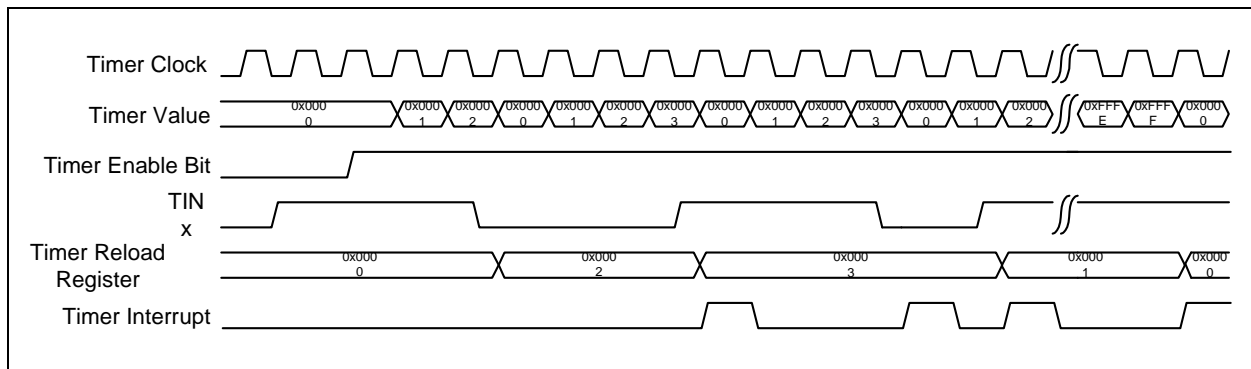 Timer Clock
Timer Value
0x000 0x000 0x000 0x000 0x000 0x000 0x000 0x000 0x000 0x000 0x000 0x000 0x000 0x000 0xFFF 0xFFF 0x000
0 1 2 0 1 2 3 0 1 2 3 0 1 2 E F 0
Timer Enable Bit
TIN
x
Timer Reload
Register
0x000 0x000 0x000 0x000 0x000
0 2 3 1 0
Timer Interrupt